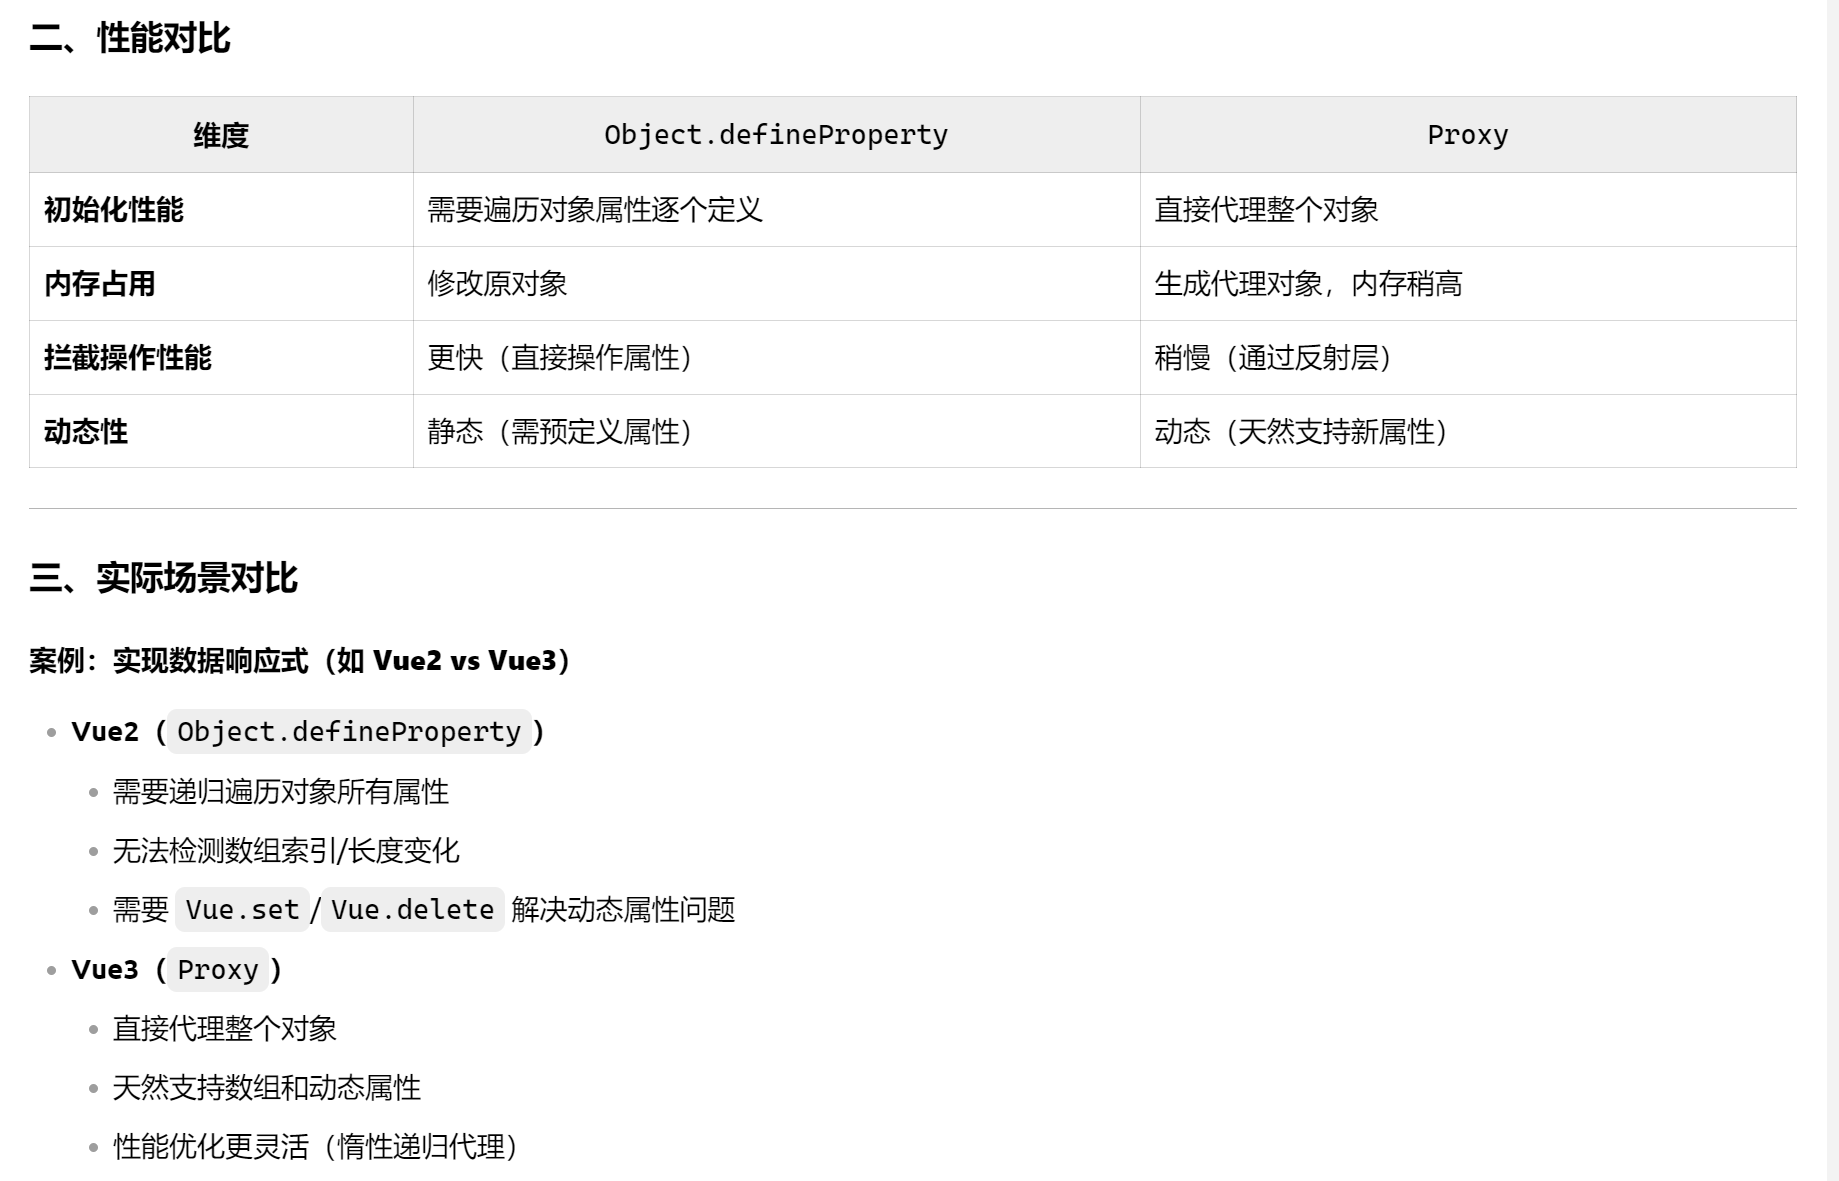 二、性能对比
维度 Object.defineProperty Proxy
初始化性能 需要遍历对象属性逐个定义 直接代理整个对象
内存占用 修改原对象 生成代理对象，内存稍高
拦截操作性能 更快（直接操作属性） 稍慢（通过反射层）
动态性 静态（需预定义属性） 动态（天然支持新属性）
三、实际场景对比
案例：实现数据响应式（如 Vue2 vs Vue3）
Vue2（Object.defineProperty）
需要递归遍历对象所有属性
无法检测数组索引/长度变化
需要 Vue.set/Vue.delete 解决动态属性问题
Vue3（Proxy）
直接代理整个对象
天然支持数组和动态属性
性能优化更灵活（惰性递归代理）